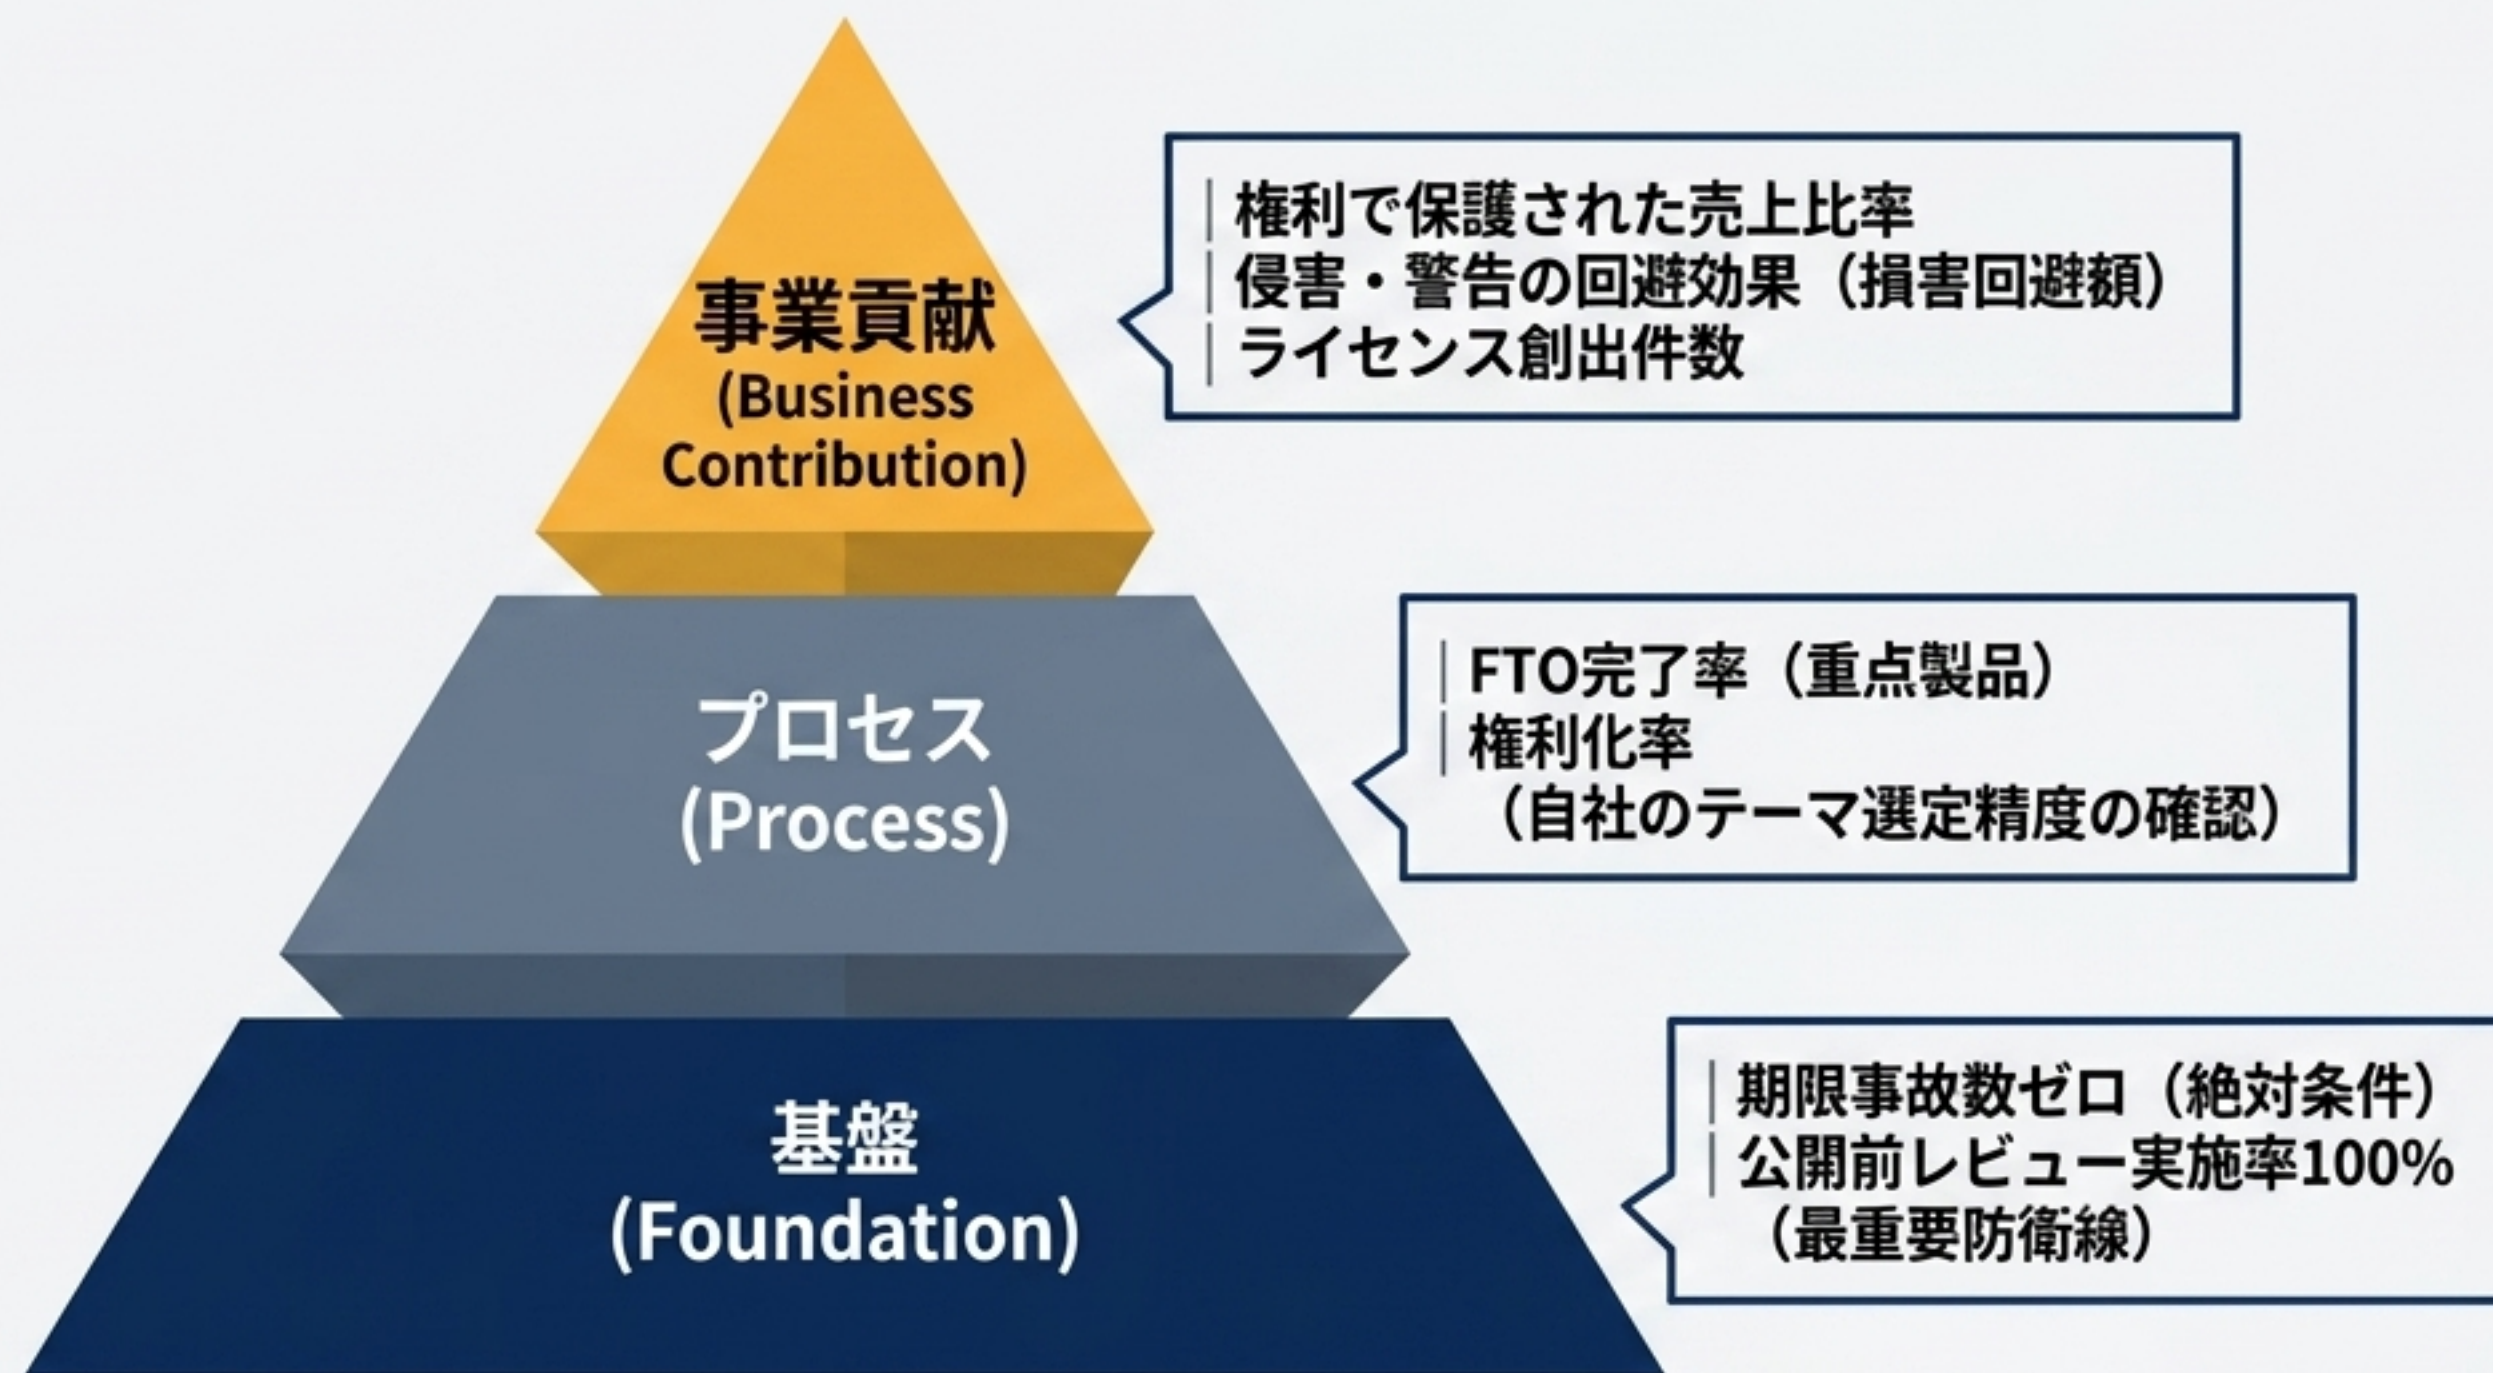 事業貢献
(Business
Contribution)
権利で保護された売上比率
侵害・警告の回避効果（損害回避額）
ライセンス創出件数
プロセス
(Process)
FTO完了率（重点製品）
権利化率
（自社のテーマ選定精度の確認）
基盤
(Foundation)
期限事故数ゼロ（絶対条件）
公開前レビュー実施率100%
（最重要防衛線）